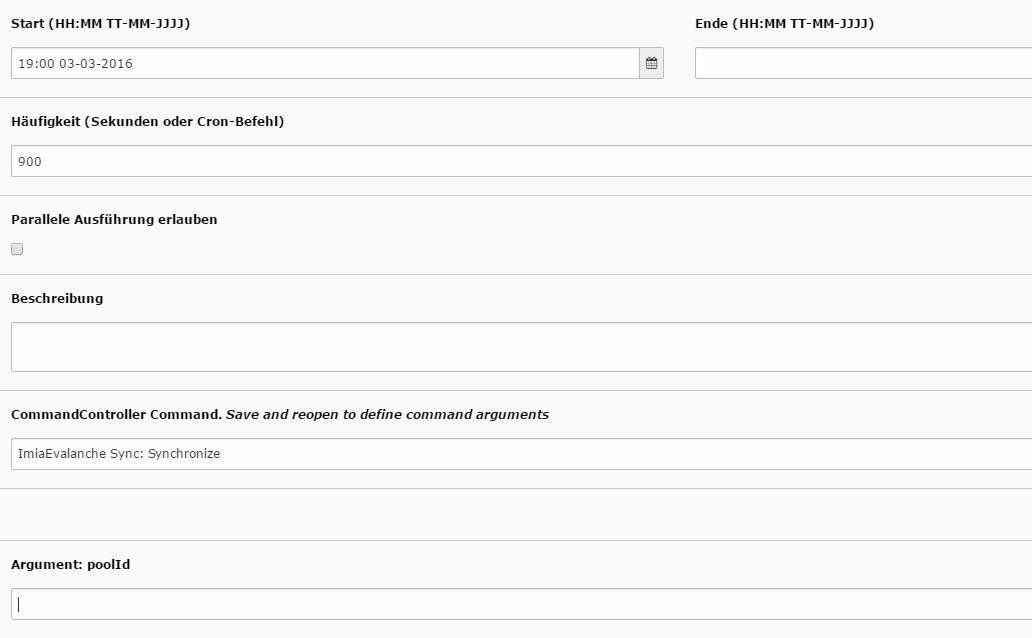 Start (HH:MM TT-MM-JJJJ) Ende (HH:MM TT-MM-JJJJ)
19:00 03-03-2016
Häufigkeit (Sekunden oder Cron-Befehl)
900
Parallele Ausführung erlauben
Beschreibung
CommandController Command. Save and reopen to define command arguments
ImiaEvalanche Sync: Synchronize
Argument: poolId